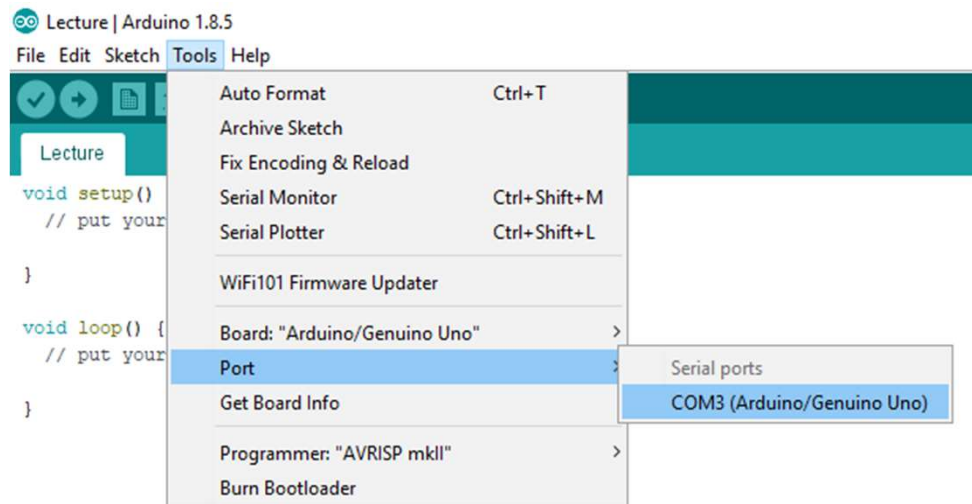 Lecture | Arduino 1.8.5
File Edit Sketch Tools Help
Auto Format Ctrl+T
Archive Sketch
Fix Encoding & Reload
Serial Monitor Ctrl+Shift+M
Serial Plotter Ctrl+Shift+L
WiFi101 Firmware Updater
Board: "Arduino/Genuino Uno"
Port
Get Board Info
Programmer: "AVRISP mkII"
Burn Bootloader
Serial ports
COM3 (Arduino/Genuino Uno)
Lecture
void setup()
// put your
}
void loop() {
// put your
}